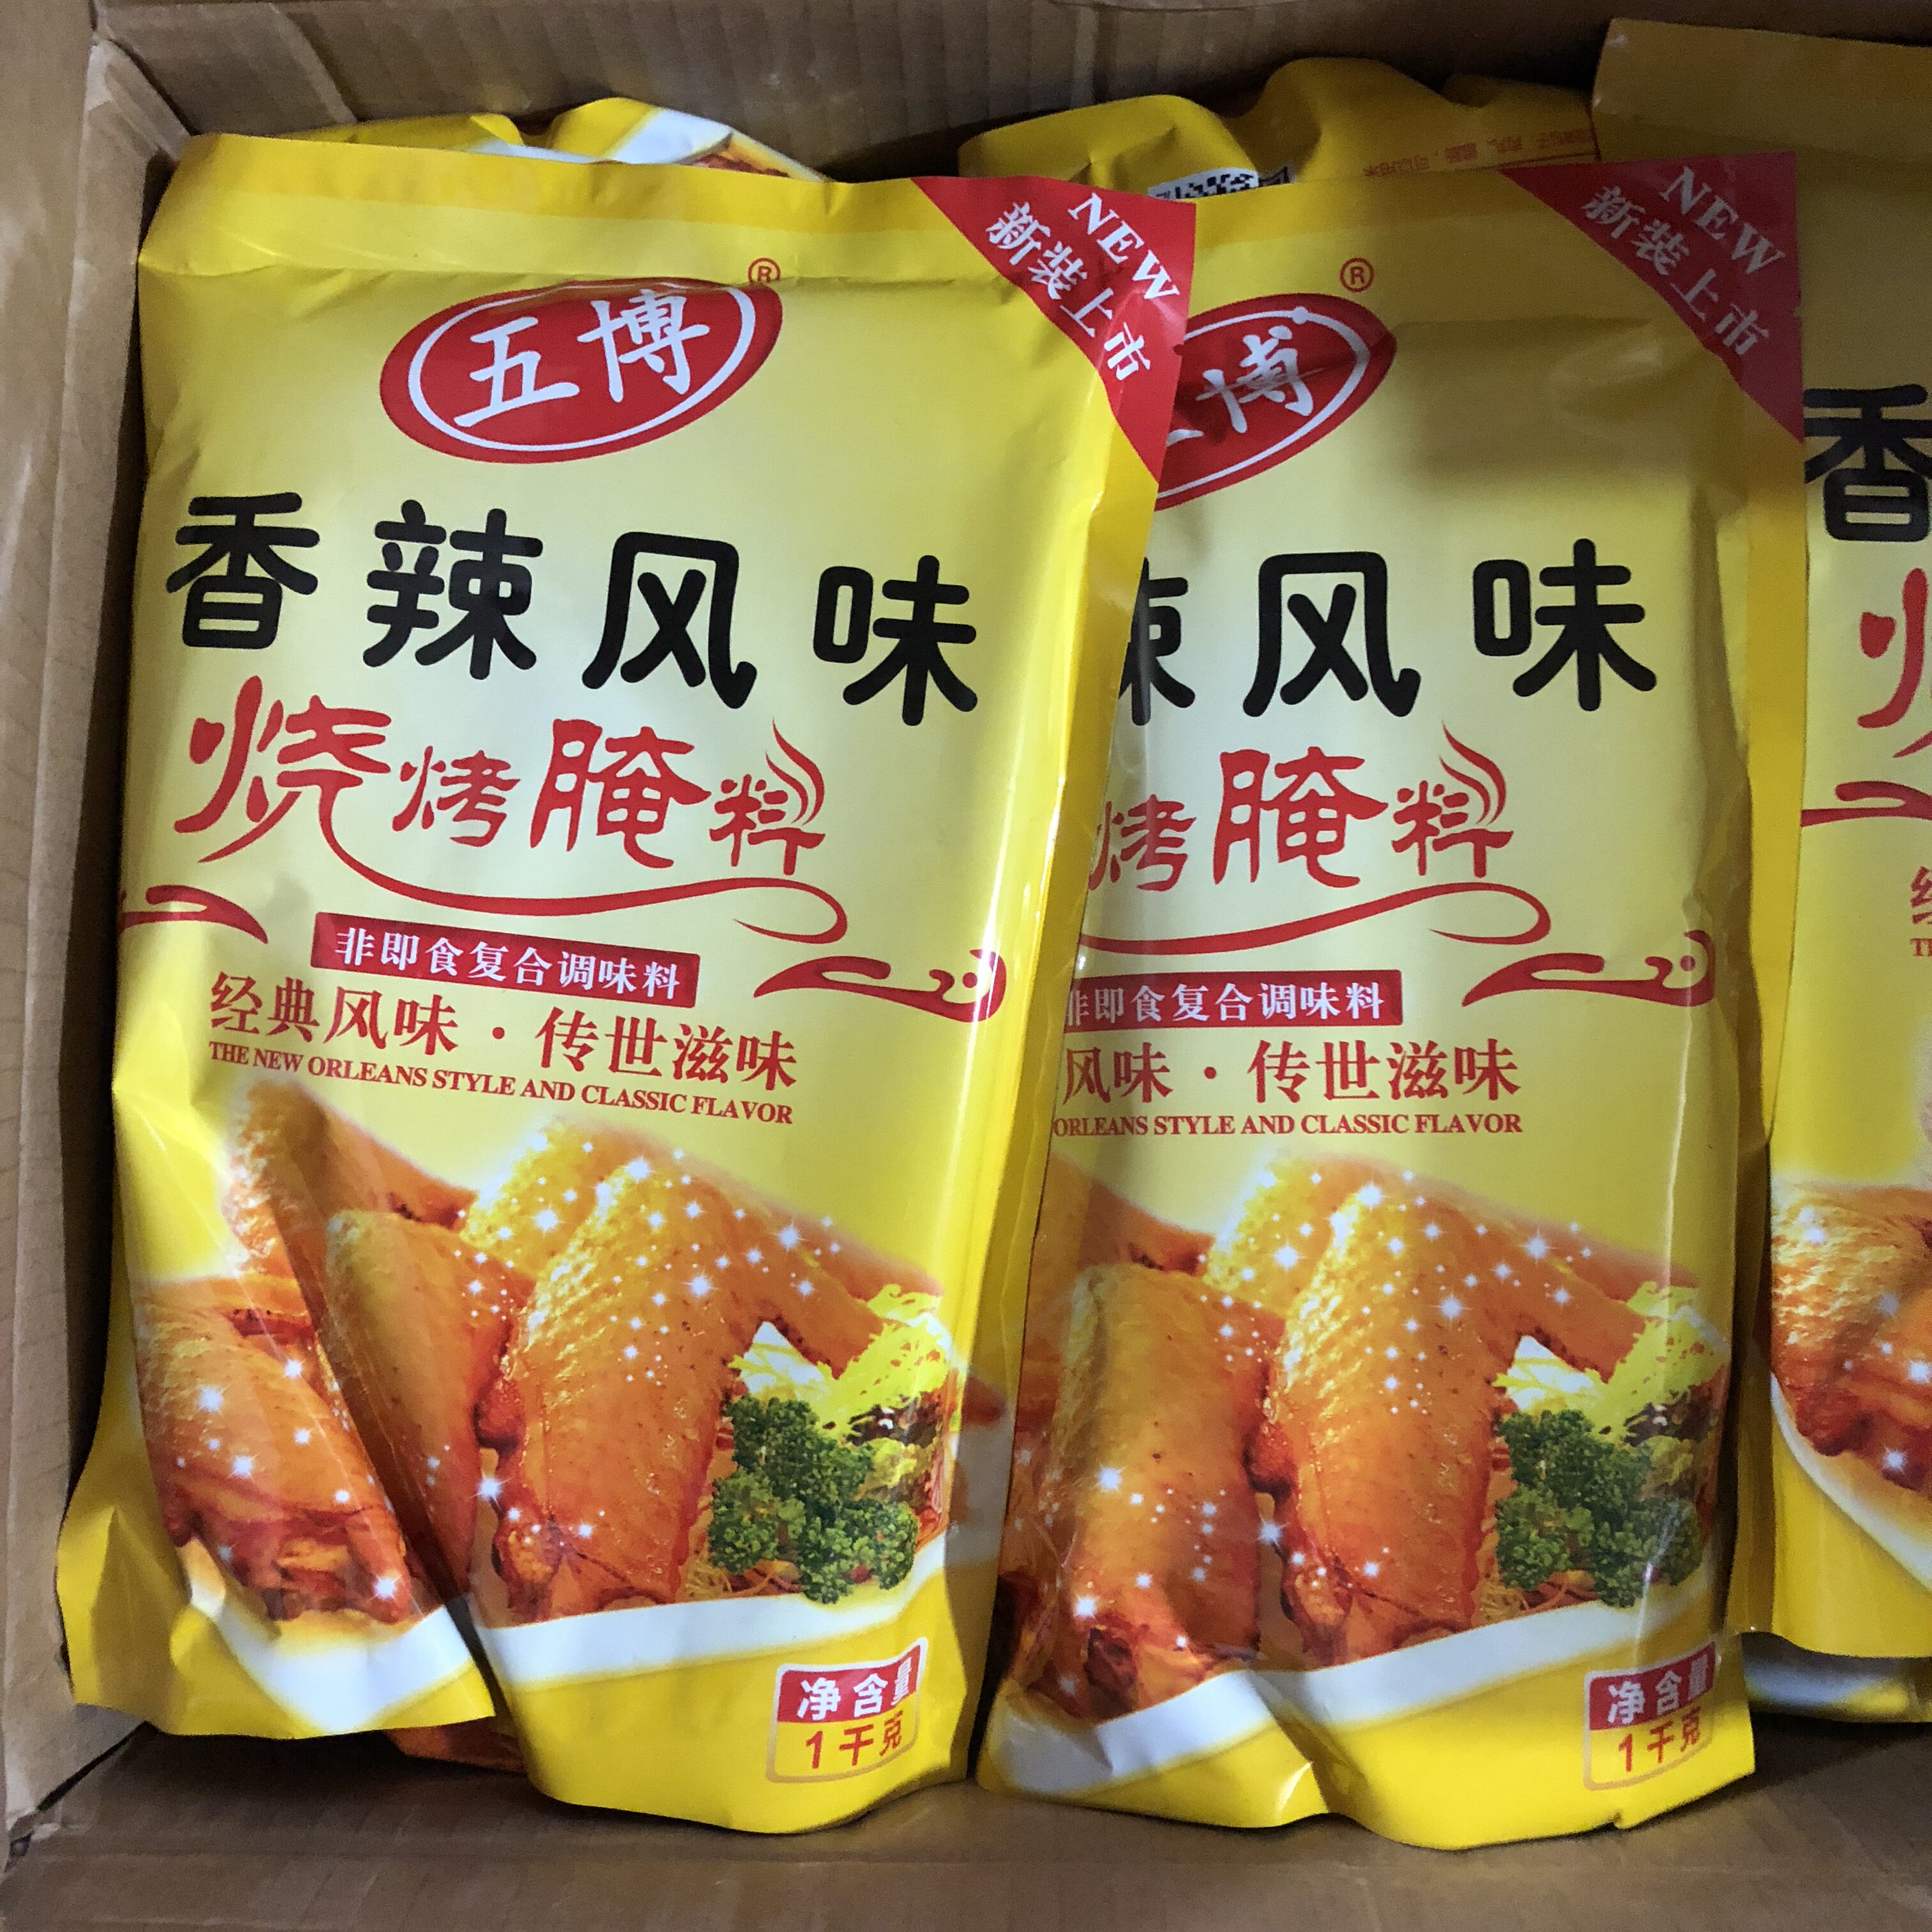 NEW
新装上市
五博®
香辣风味
烧烤腌料
非即食复合调味料
经典风味·传世滋味
THE NEW ORLEANS STYLE AND CLASSIC FLAVOR
净含量
1千克
NEW
新装上市
博®
风味
烤腌料
非即食复合调味料
风味·传世滋味
ORLEANS STYLE AND CLASSIC FLAVOR
净含量
1千克
香